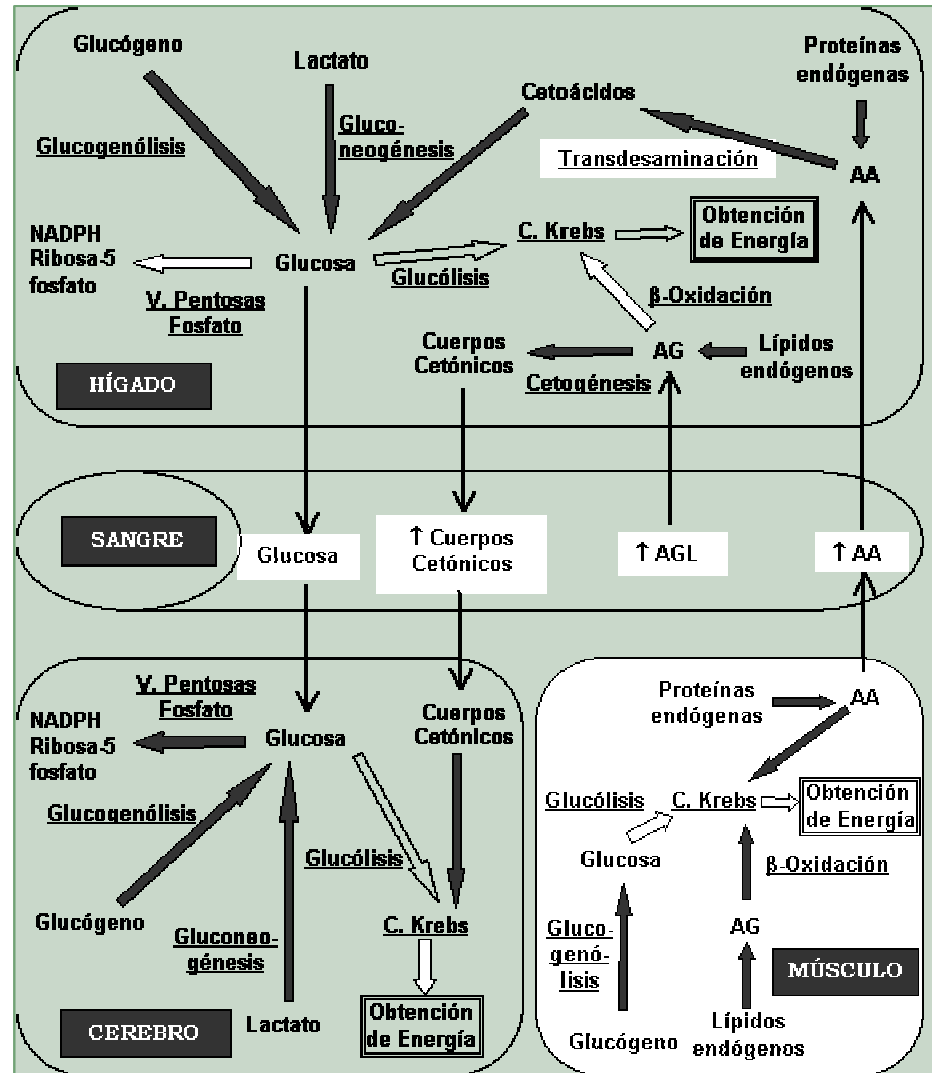 Glucógeno
Lactato
Proteínas
endógenas
Cetoácidos
Gluco-
neogénesis
Glucogenólisis
Transdesaminación
AA
NADPH
Ribosa-5
fosfato
Glucosa
C. Krebs
Obtención
de Energía
Glucólisis
V. Pentosas
Fosfato
β-Oxidación
Cuerpos
Cetónicos
AG
Lípidos
endógenos
Cetogénesis
HÍGADO
SANGRE
Glucosa
↑ Cuerpos
Cetónicos
↑ AGL
↑ AA
V. Pentosas
Fosfato
NADPH
Ribosa-5
fosfato
Glucosa
Cuerpos
Cetónicos
Glucogenólisis
Glucólisis
Glucógeno
Gluconeo-
génesis
C. Krebs
Lactato
Obtención
de Energía
CEREBRO
Proteínas
endógenas
AA
Glucólisis
C. Krebs
Obtención
de Energía
Glucosa
β-Oxidación
Gluco-
genó-
lisis
AG
MÚSCULO
Glucógeno
Lípidos
endógenos